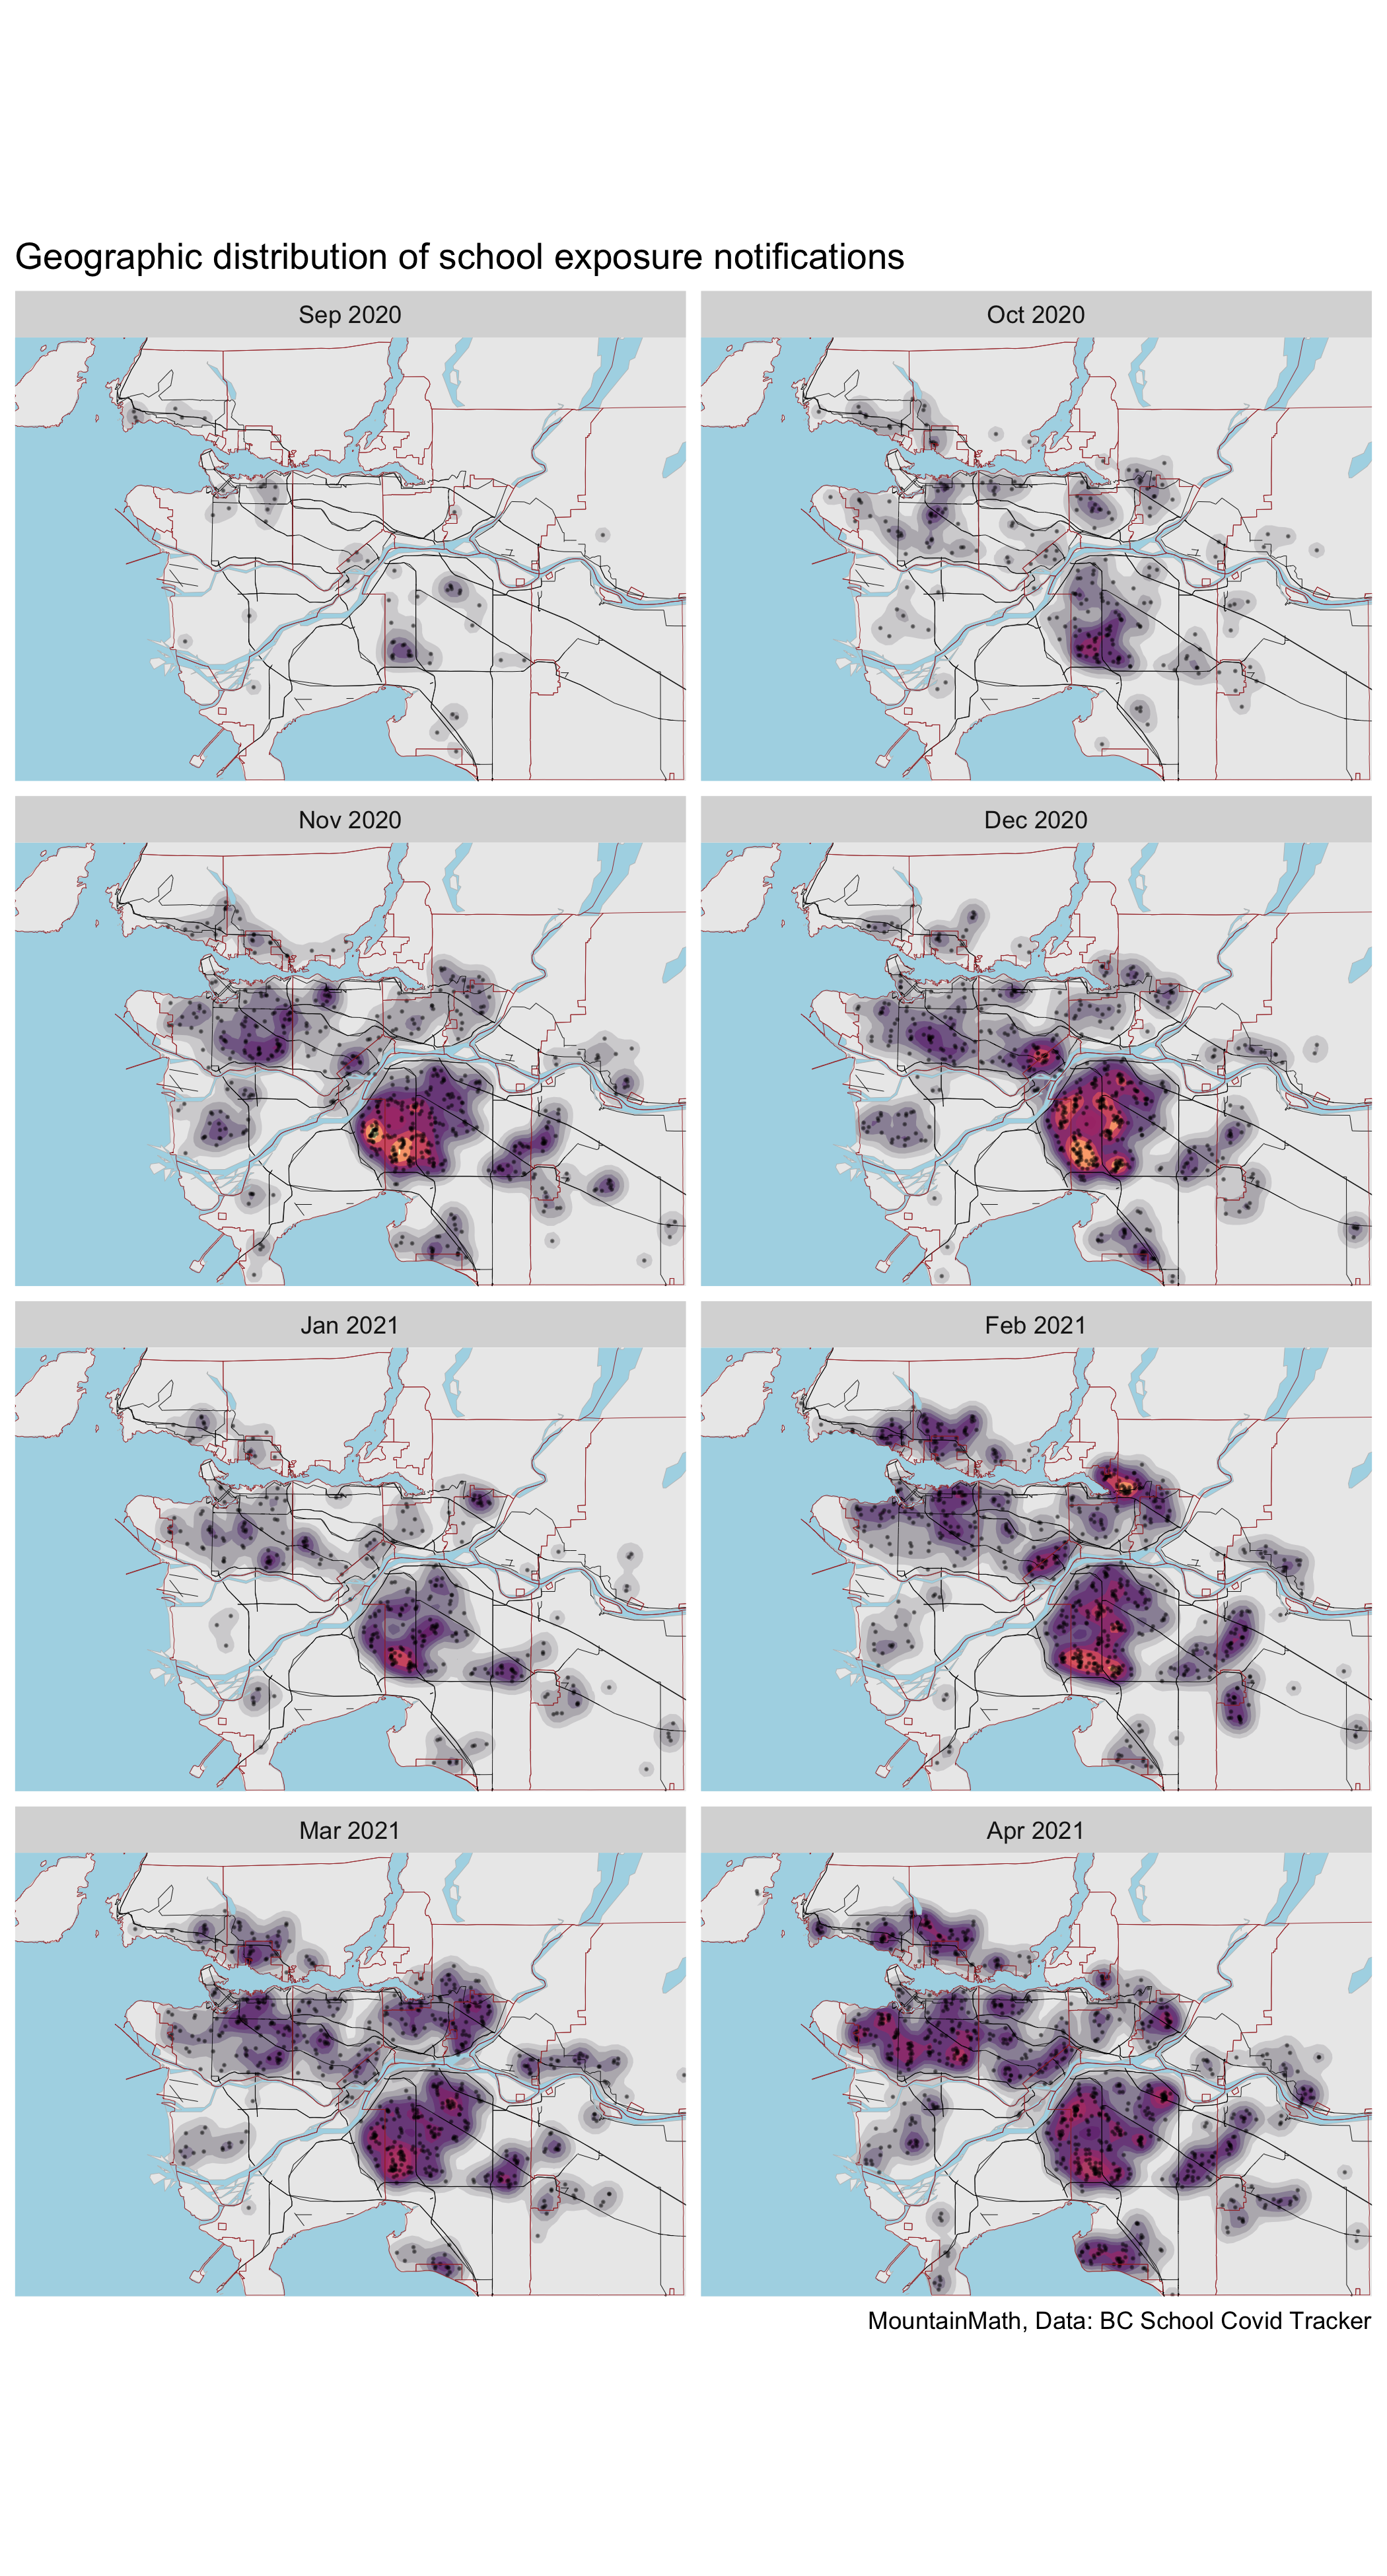 Geographic distribution of school exposure notifications
Sep 2020
Oct 2020
Nov 2020
Dec 2020
Jan 2021
Feb 2021
Mar 2021
Apr 2021
MountainMath, Data: BC School Covid Tracker